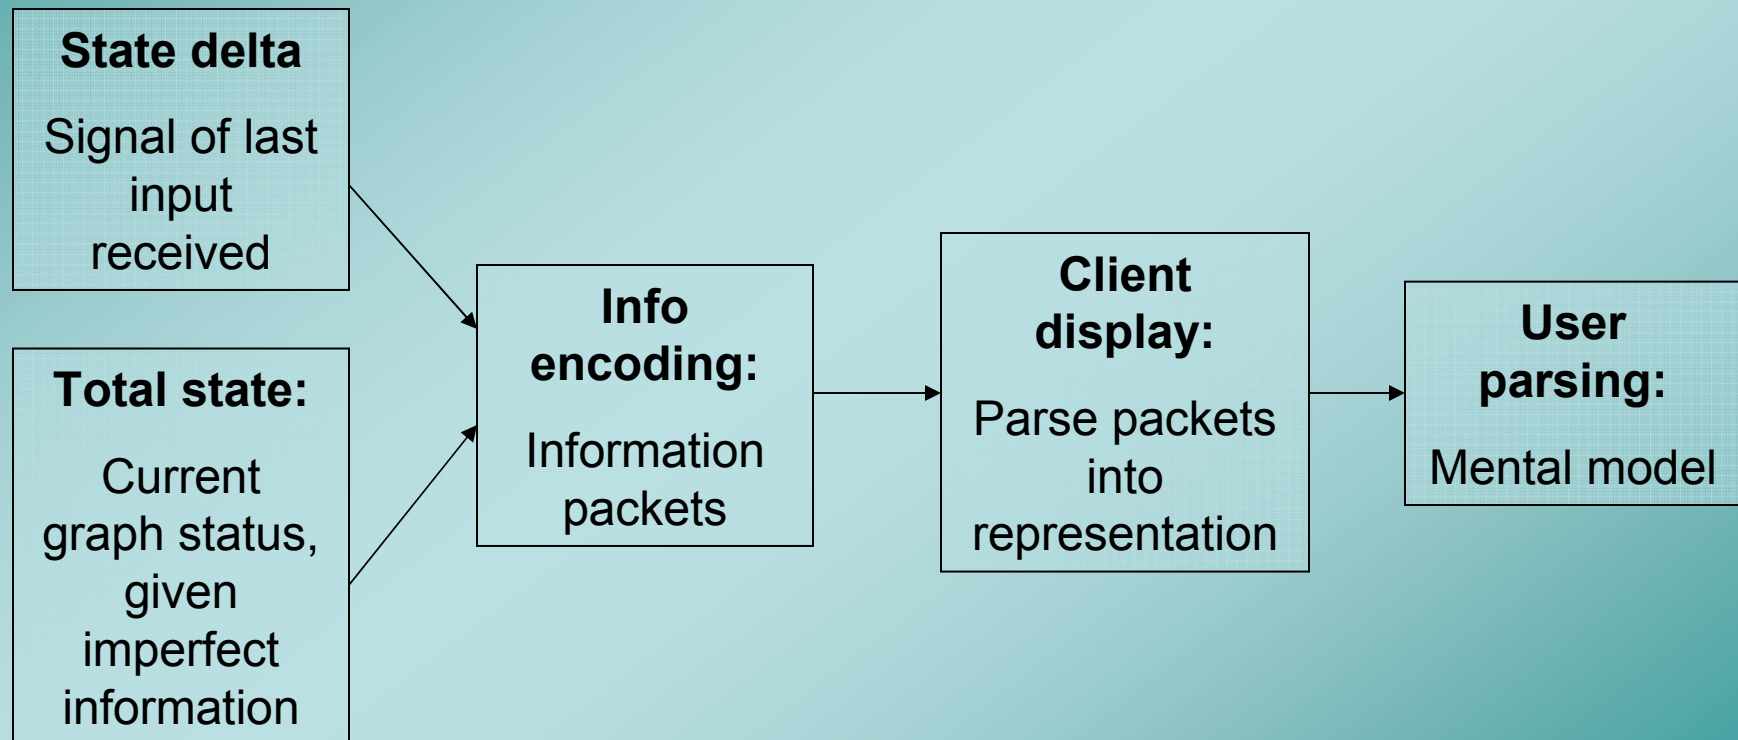 State delta
Signal of last
input
received
Total state:
Current
graph status,
given
imperfect
information
Info
encoding:
Information
packets
Client
display:
Parse packets
into
representation
User
parsing:
Mental model